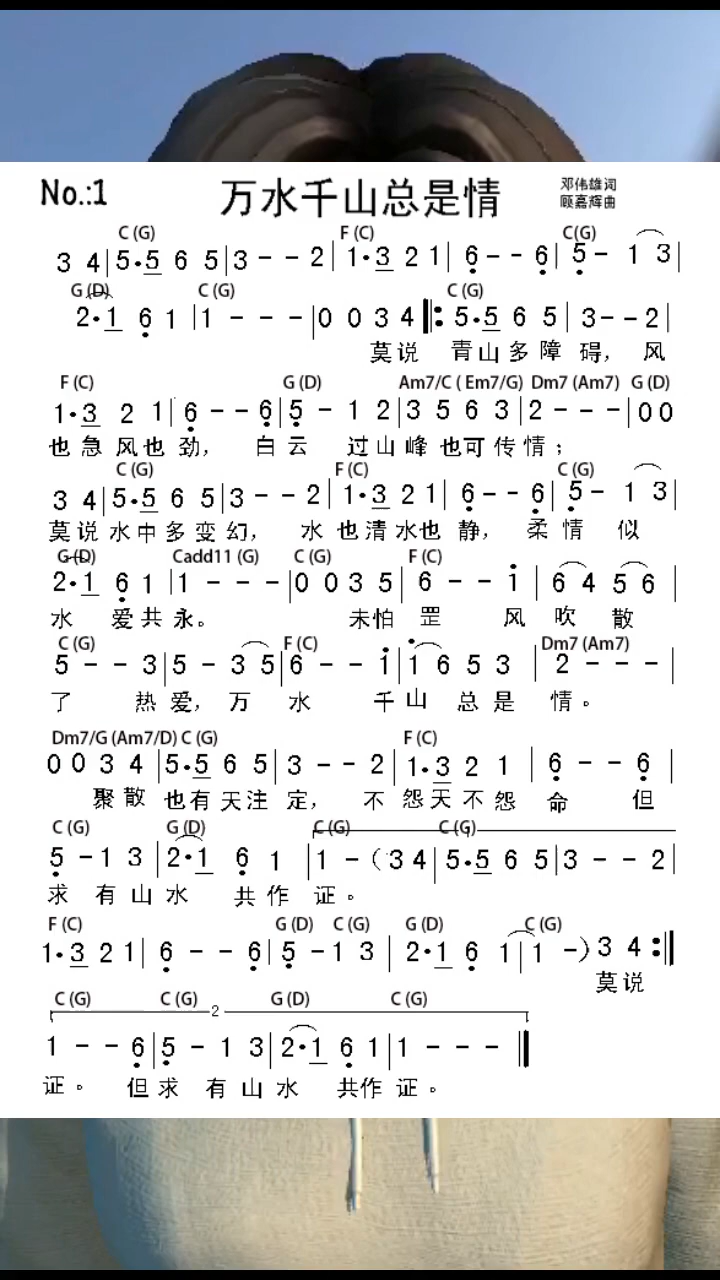 No.:1
万水千山总是情
邓伟雄词
顾嘉辉曲
C (G) F (C) C(G)
3 4|5·5 6 5|3 - - 2|1·3 2 1|6 - - 6|5 - 1 3|
G (D) C (G) C (G)
2·1 6 1|1 - - -|0 0 3 4‖:5·5 6 5|3 - - 2|
莫说 青山多障碍，风
F (C) G (D) Am7/C ( Em7/G) Dm7 (Am7) G (D)
1·3 2 1|6 - - 6|5 - 1 2|3 5 6 3|2 - - -|0 0
也急风也劲， 白云 过山峰也可传情；
C (G) F (C) C (G)
3 4|5·5 6 5|3 - - 2|1·3 2 1|6 - - 6|5 - 1 3|
莫说水中多变幻， 水也清水也静， 柔情似
G (D) Cadd11 (G) C (G) F (C)
2·1 6 1|1 - - -|0 0 3 5|6 - - i|6 4 5 6|
水 爱共永。 未怕罡 风吹散
C (G) F (C) Dm7 (Am7)
5 - - 3|5 - 3 5|6 - - i|i 6 5 3|2 - - -|
了 热爱，万水 千山总是情。
Dm7/G (Am7/D) C (G) F (C)
0 0 3 4|5·5 6 5|3 - - 2|1·3 2 1|6 - - 6|
聚散也有天注定， 不怨天不怨命 但
C (G) G (D) C (G) C (G)
5 - 1 3|2·1 6 1|1 -（3 4|5·5 6 5|3 - - 2|
求有山水 共作证。
F (C) G (D) C (G) G (D) C (G)
1·3 2 1|6 - - 6|5 - 1 3|2·1 6 1|1 -）3 4:‖
莫说
C (G) C (G) G (D) C (G)
2
1 - - 6|5 - 1 3|2·1 6 1|1 - - -‖
证。 但求 有山水 共作证。